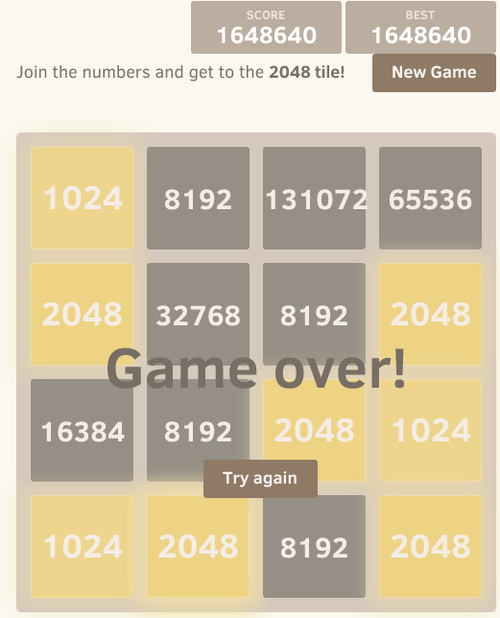 SCORE BEST
1648640 1648640
Join the numbers and get to the 2048 tile! New Game
1024 8192 131072 65536
2048 32768 8192 2048
Game over!
16384 8192 2048 1024
Try again
1024 2048 8192 2048